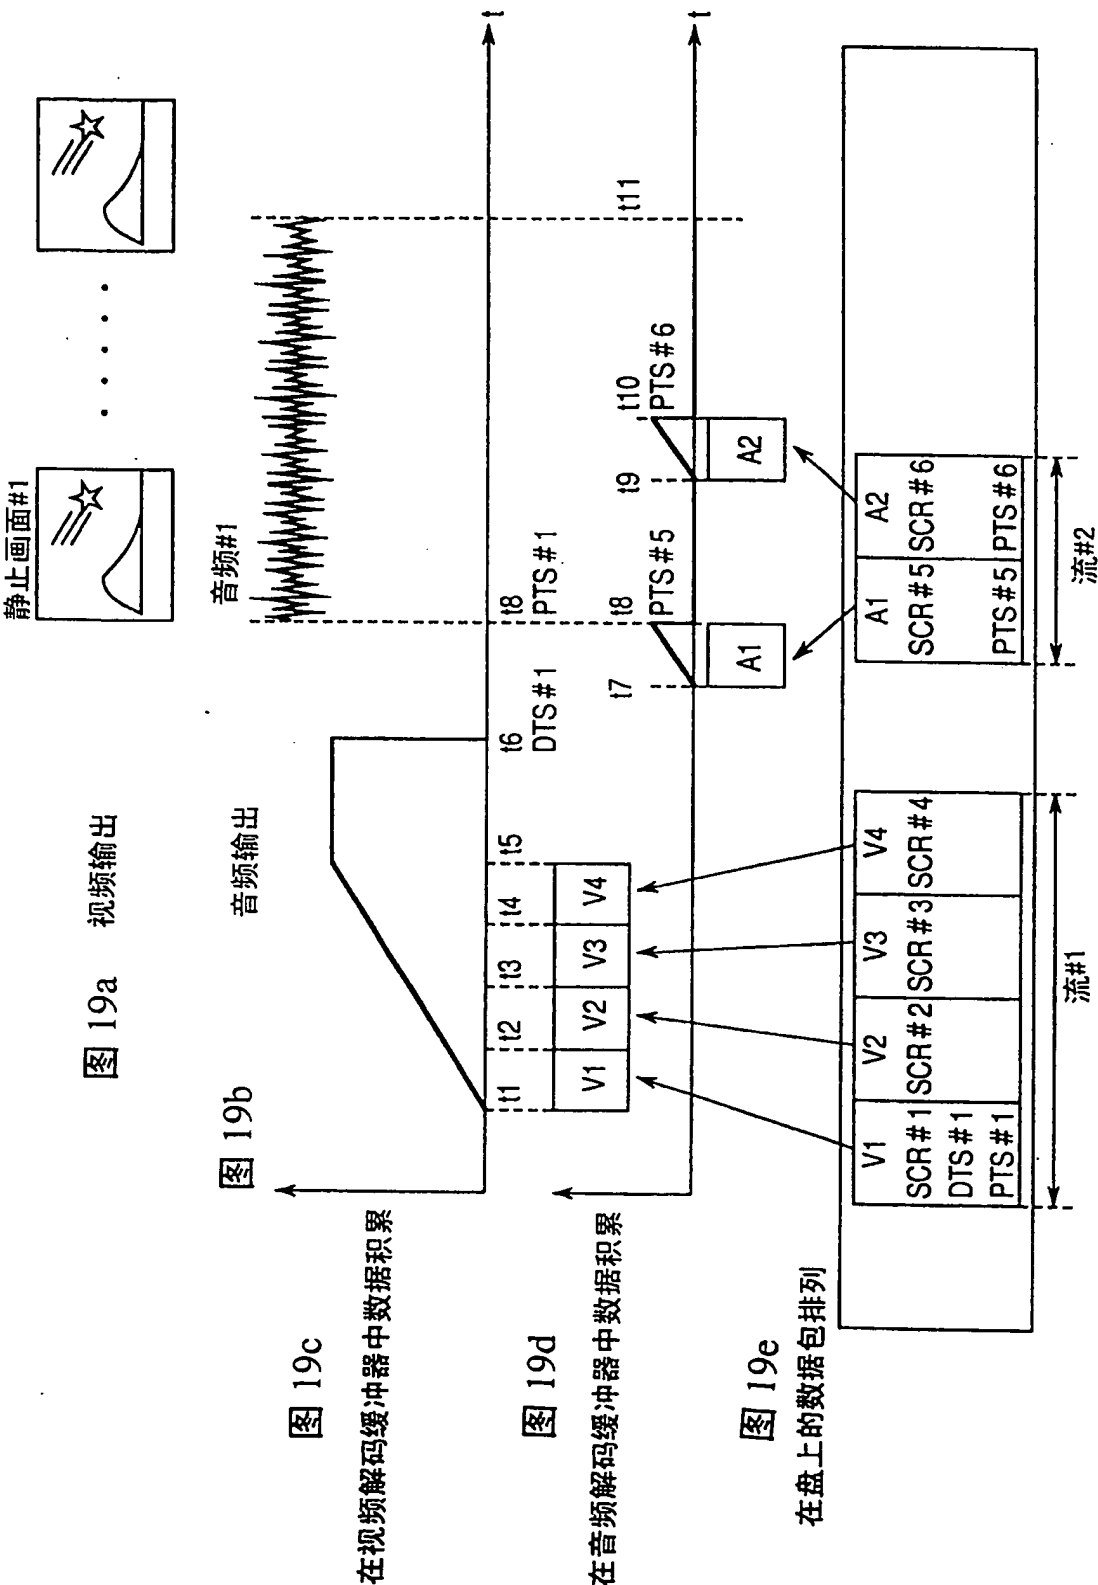 图 19a 视频输出
静止画面#1
图 19b 音频输出
音频#1
图 19c
在视频解码缓冲器中数据积累
t1 t2 t3 t4 t5 t6 t8 t
DTS#1 PTS#1
V1 V2 V3 V4
图 19d
在音频解码缓冲器中数据积累
t7 t8 t9 t10 t11 t
PTS#5 PTS#6
A1 A2
图 19e
在盘上的数据包排列
V1 V2 V3 V4 A1 A2
SCR#1 SCR#2 SCR#3 SCR#4 SCR#5 SCR#6
DTS#1
PTS#1 PTS#5 PTS#6
流#1 流#2